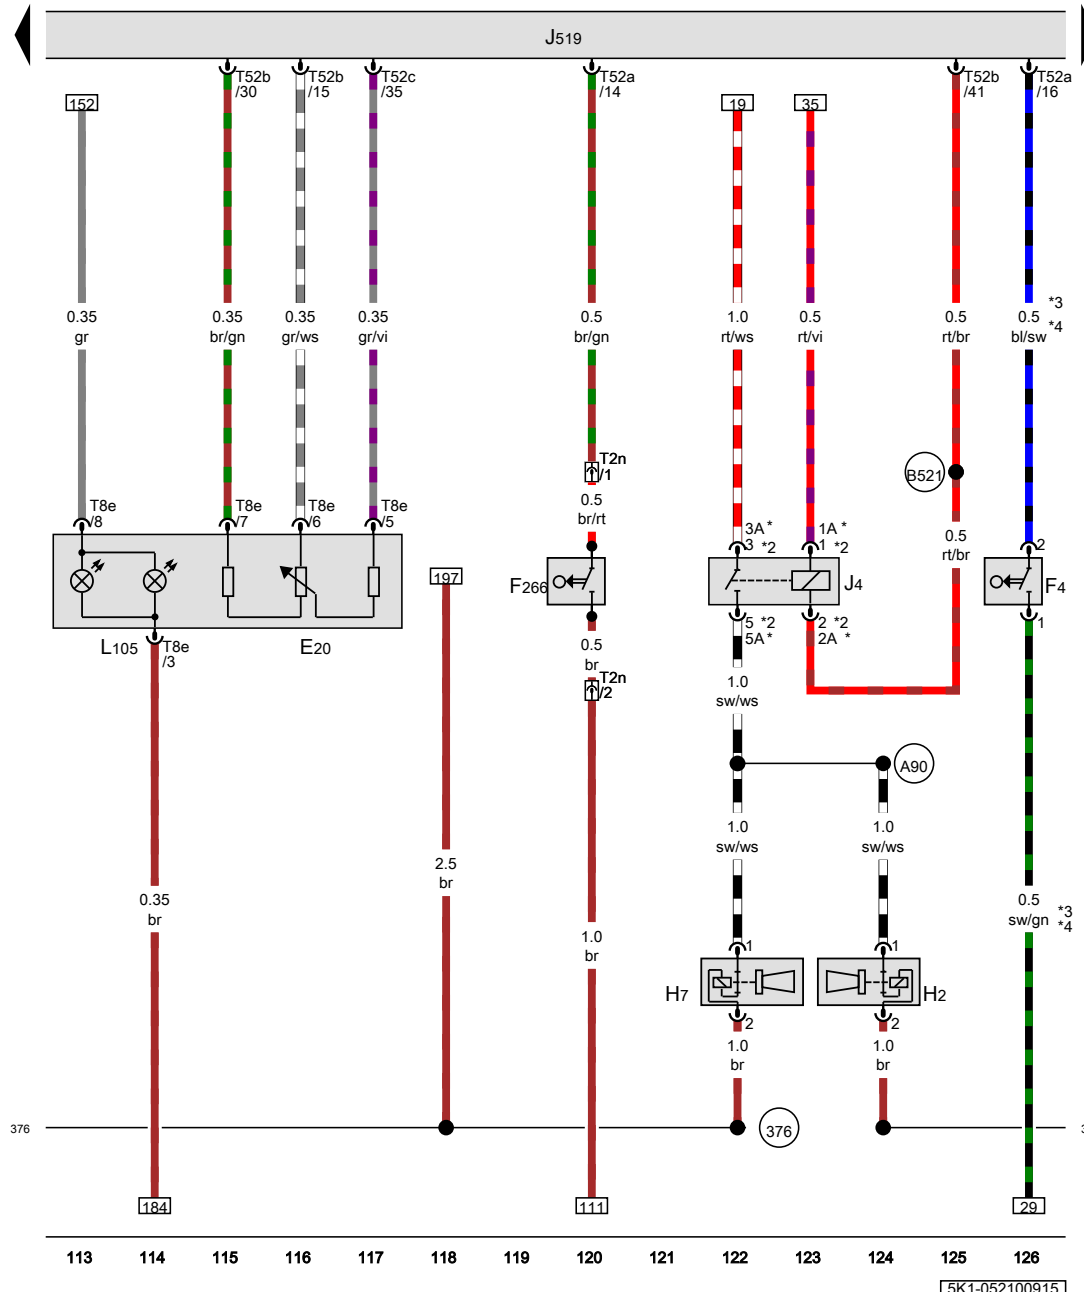 J519
T52b
/30
T52b
/15
T52c
/35
T52a
/14
T52b
/41
T52a
/16
152
19
35
0.35
gr
0.35
br/gn
0.35
gr/ws
0.35
gr/vi
0.5
br/gn
1.0
rt/ws
0.5
rt/vi
0.5
rt/br
0.5
bl/sw
*3
*4
T2n
/1
B521
0.5
br/rt
T8e
/8
T8e
/7
T8e
/6
T8e
/5
3A*
3 *2
1A*
1 *2
0.5
rt/br
2
197
F266
J4
F4
5 *2
5A*
2 *2
2A *
1
L105
T8e
/3
E20
0.5
br
T2n
/2
1.0
sw/ws
A90
1.0
sw/ws
1.0
sw/ws
2.5
br
0.35
br
1.0
br
0.5
sw/gn
*3
*4
1
1
H7
H2
2
2
1.0
br
1.0
br
376
376
184
111
29
113 114 115 116 117 118 119 120 121 122 123 124 125 126
5K1-052100915